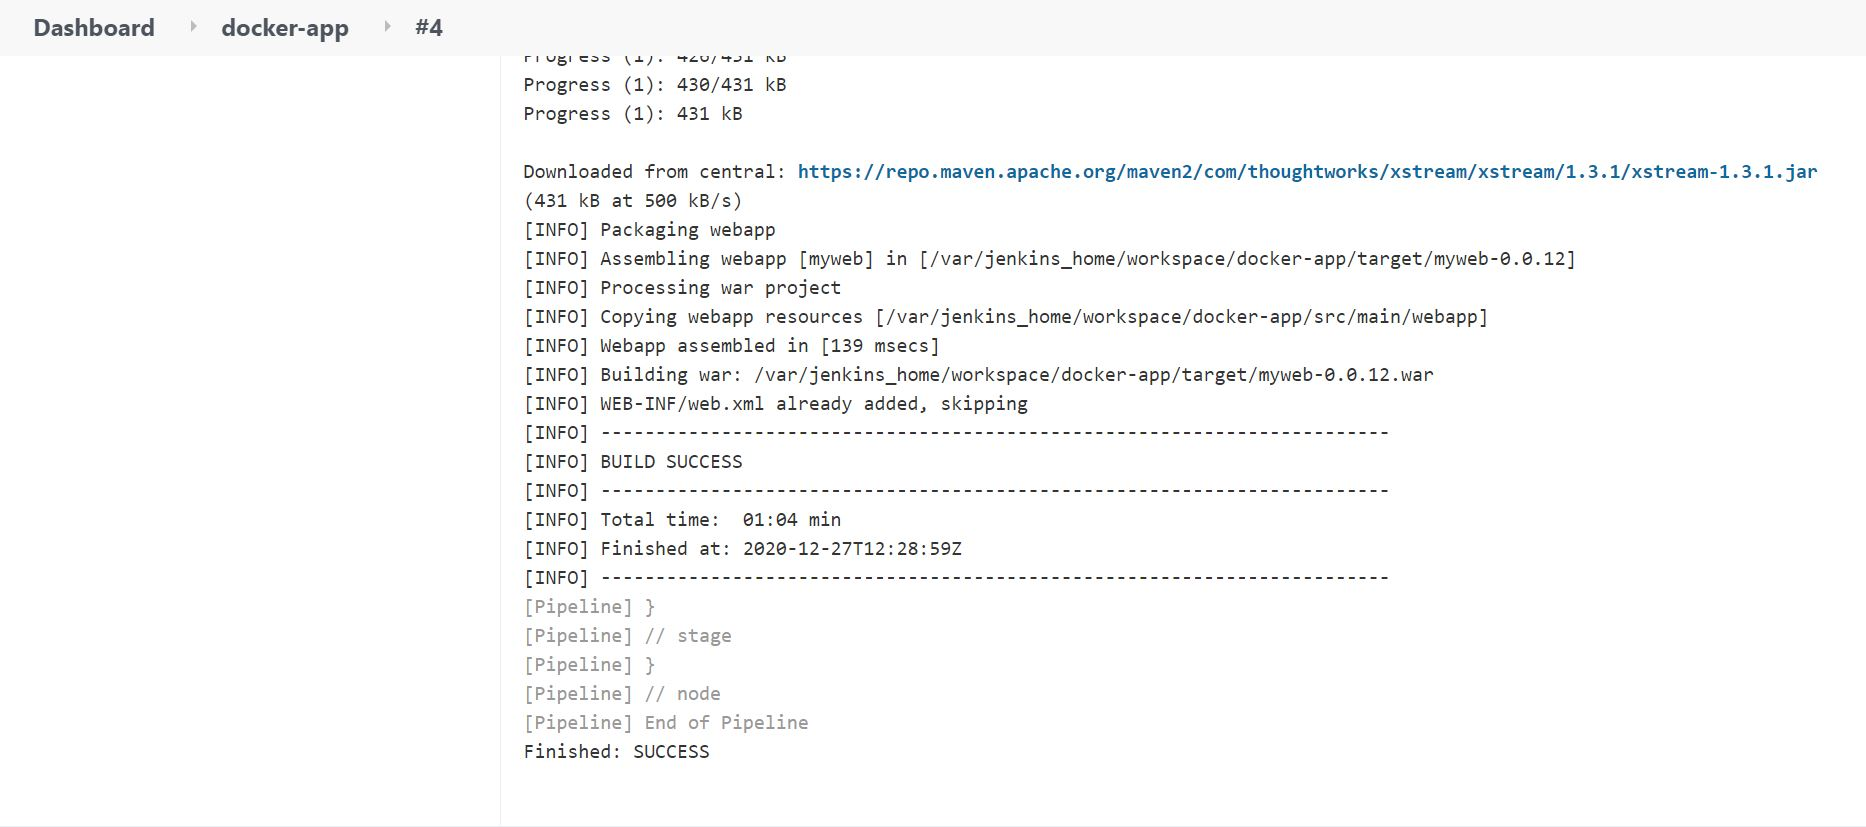 Dashboard docker-app #4
Progress (1): 428/431 kB
Progress (1): 430/431 kB
Progress (1): 431 kB
Downloaded from central: https://repo.maven.apache.org/maven2/com/thoughtworks/xstream/xstream/1.3.1/xstream-1.3.1.jar
(431 kB at 500 kB/s)
[INFO] Packaging webapp
[INFO] Assembling webapp [myweb] in [/var/jenkins_home/workspace/docker-app/target/myweb-0.0.12]
[INFO] Processing war project
[INFO] Copying webapp resources [/var/jenkins_home/workspace/docker-app/src/main/webapp]
[INFO] Webapp assembled in [139 msecs]
[INFO] Building war: /var/jenkins_home/workspace/docker-app/target/myweb-0.0.12.war
[INFO] WEB-INF/web.xml already added, skipping
[INFO] ------------------------------------------------------------------------
[INFO] BUILD SUCCESS
[INFO] ------------------------------------------------------------------------
[INFO] Total time:  01:04 min
[INFO] Finished at: 2020-12-27T12:28:59Z
[INFO] ------------------------------------------------------------------------
[Pipeline] }
[Pipeline] // stage
[Pipeline] }
[Pipeline] // node
[Pipeline] End of Pipeline
Finished: SUCCESS